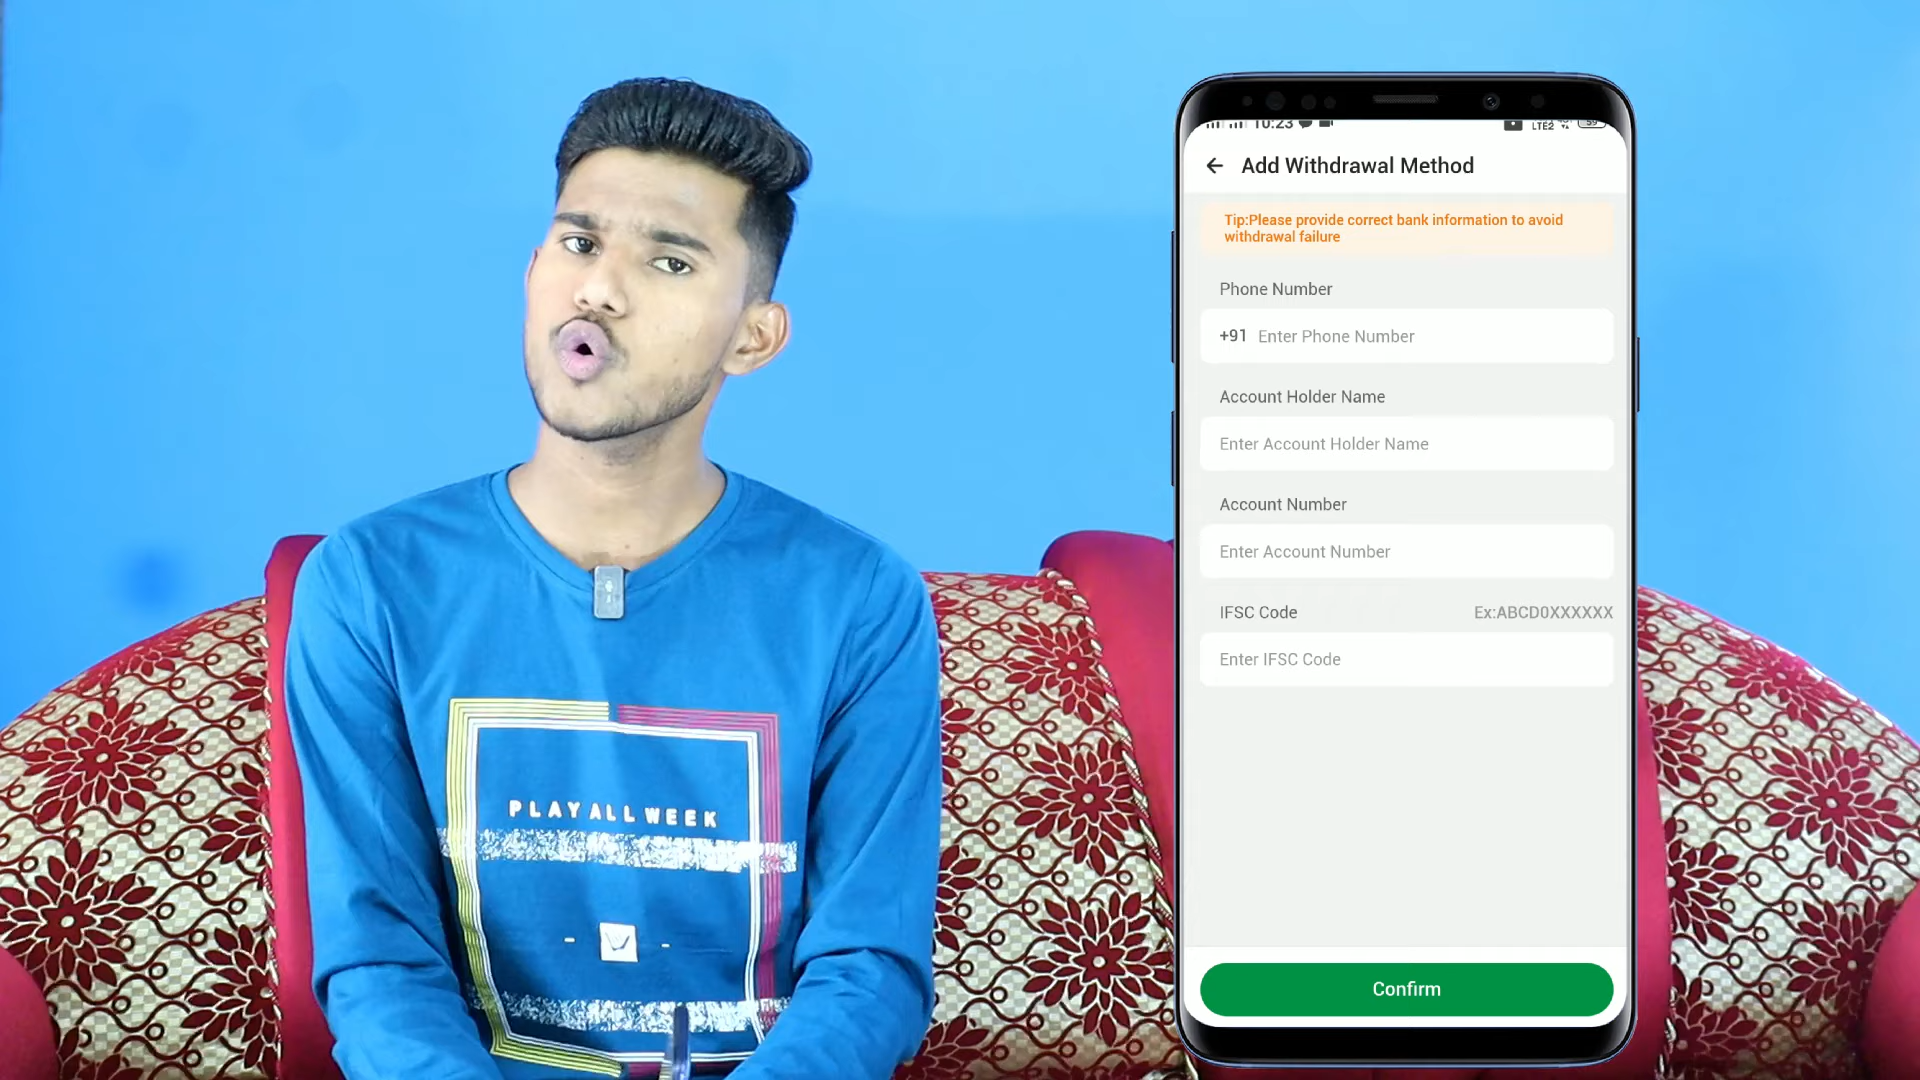 PLAY ALL WEEK
10:23
LTE2
59
Add Withdrawal Method
Tip:Please provide correct bank information to avoid
withdrawal failure
Phone Number
+91 Enter Phone Number
Account Holder Name
Enter Account Holder Name
Account Number
Enter Account Number
IFSC Code Ex:ABCD0XXXXXX
Enter IFSC Code
Confirm